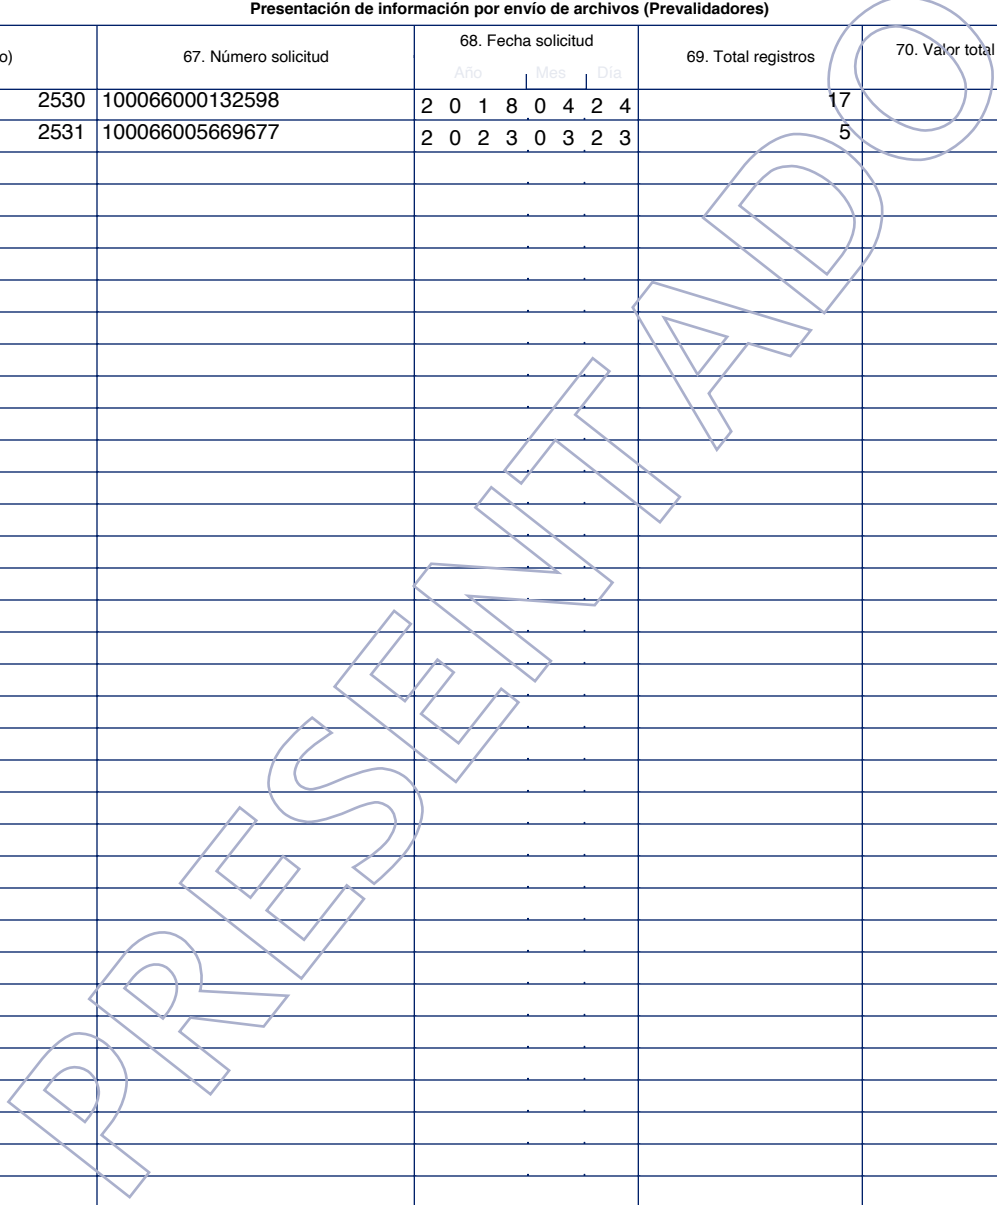 Presentación de información por envío de archivos (Prevalidadores)
o) 67. Número solicitud 68. Fecha solicitud 69. Total registros 70. Valor total
Año Mes Día
2530 100066000132598 2 0 1 8 0 4 2 4 17
2531 100066005669677 2 0 2 3 0 3 2 3 5
PRESENTADO